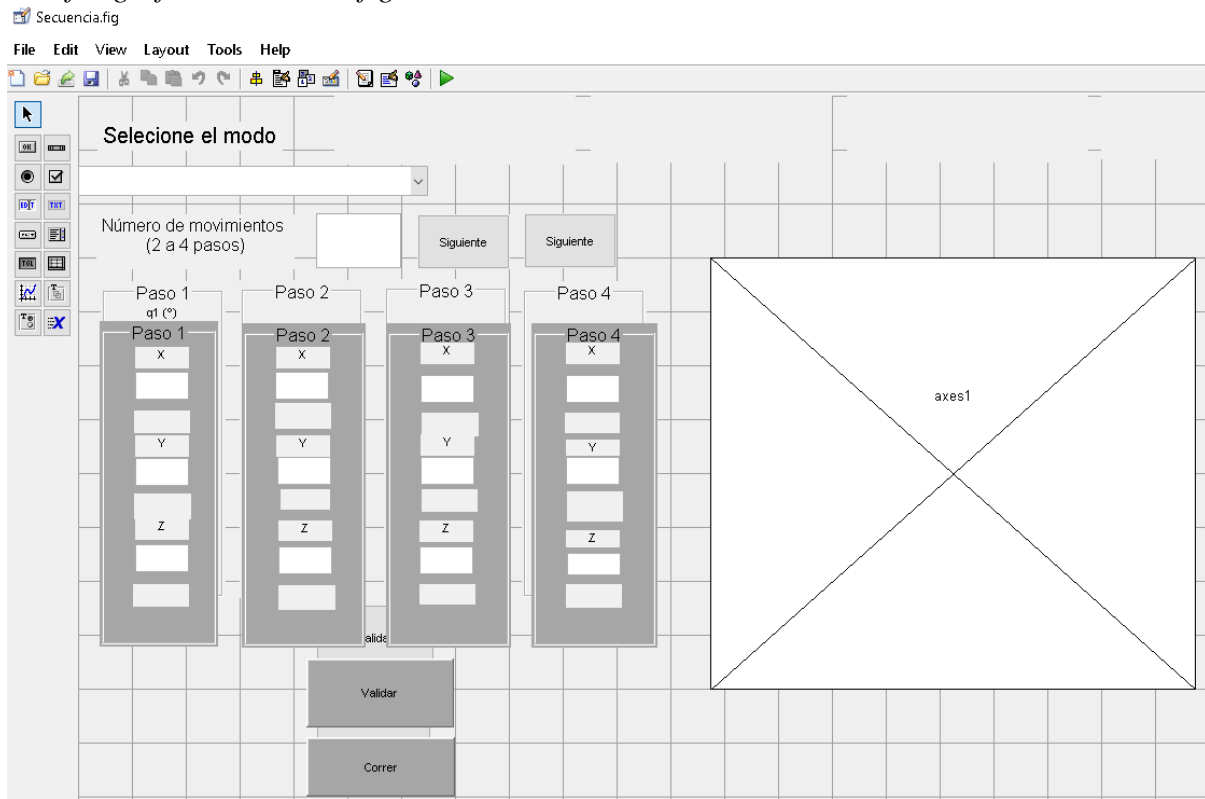 Secuencia.fig
File Edit View Layout Tools Help
Selecione el modo
Número de movimientos
(2 a 4 pasos)
Siguiente
Siguiente
Paso 1 Paso 2 Paso 3 Paso 4
q1 (°)
Paso 1 Paso 2 Paso 3 Paso 4
X X X X
Y Y Y Y
Z Z Z Z
axes1
Validar
Correr